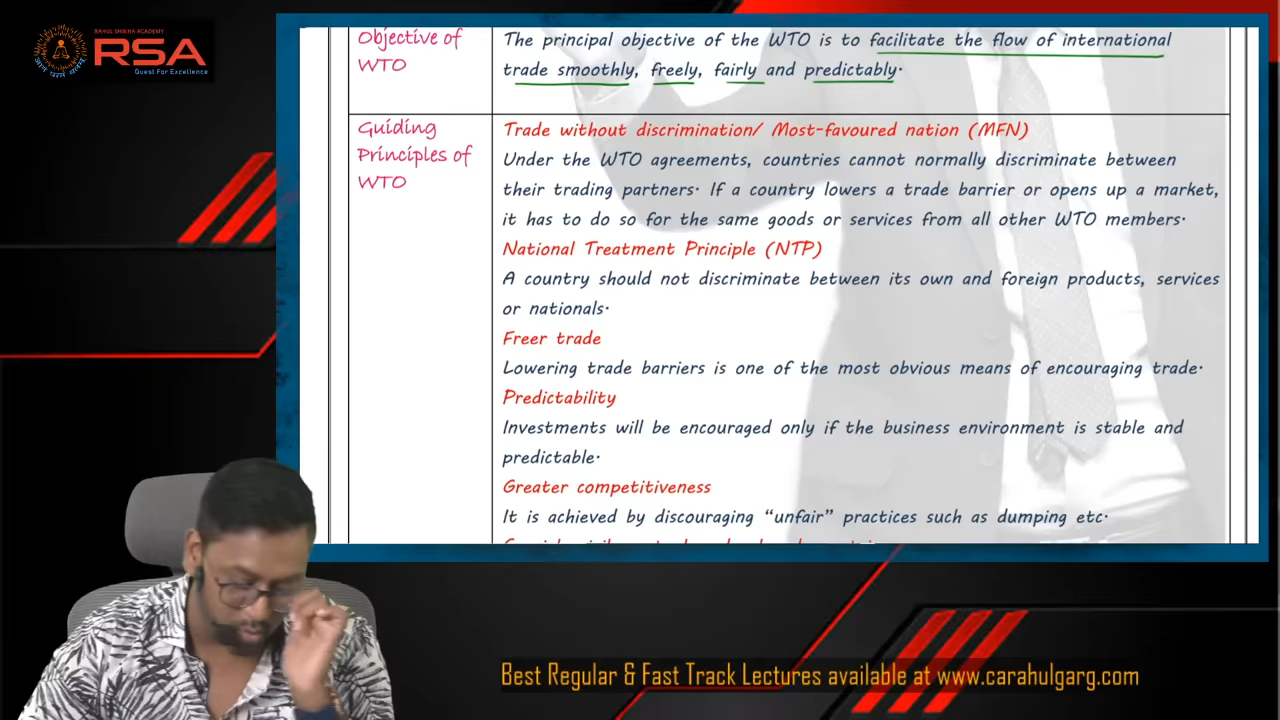 RAHUL SHIKHA ACADEMY
RSA
Quest For Excellence
Objective of
WTO
The principal objective of the WTO is to facilitate the flow of international
trade smoothly, freely, fairly and predictably.
Guiding
Principles of
WTO
Trade without discrimination/ Most-favoured nation (MFN)
Under the WTO agreements, countries cannot normally discriminate between
their trading partners. If a country lowers a trade barrier or opens up a market,
it has to do so for the same goods or services from all other WTO members.
National Treatment Principle (NTP)
A country should not discriminate between its own and foreign products, services
or nationals.
Freer trade
Lowering trade barriers is one of the most obvious means of encouraging trade.
Predictability
Investments will be encouraged only if the business environment is stable and
predictable.
Greater competitiveness
It is achieved by discouraging “unfair” practices such as dumping etc.
Best Regular & Fast Track Lectures available at www.carahulgarg.com